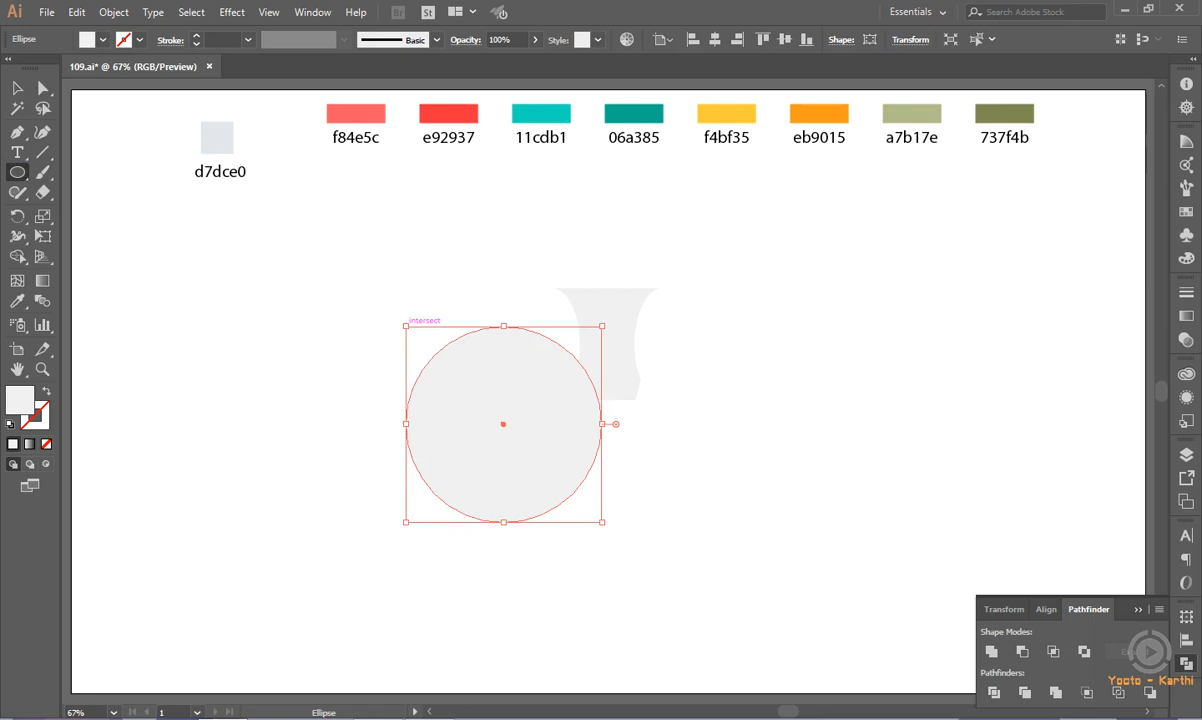 Ai File Edit Object Type Select Effect View Window Help Br St Essentials Search Adobe Stock
Ellipse Stroke: Basic Opacity: 100% Style: Shape: Transform
109.ai* @ 67% (RGB/Preview) ×
f84e5c e92937 11cdb1 06a385 f4bf35 eb9015 a7b17e 737f4b
d7dce0
intersect
Transform Align Pathfinder
Shape Modes:
Pathfinders:
Yooto - Karthi
67% 1 Ellipse